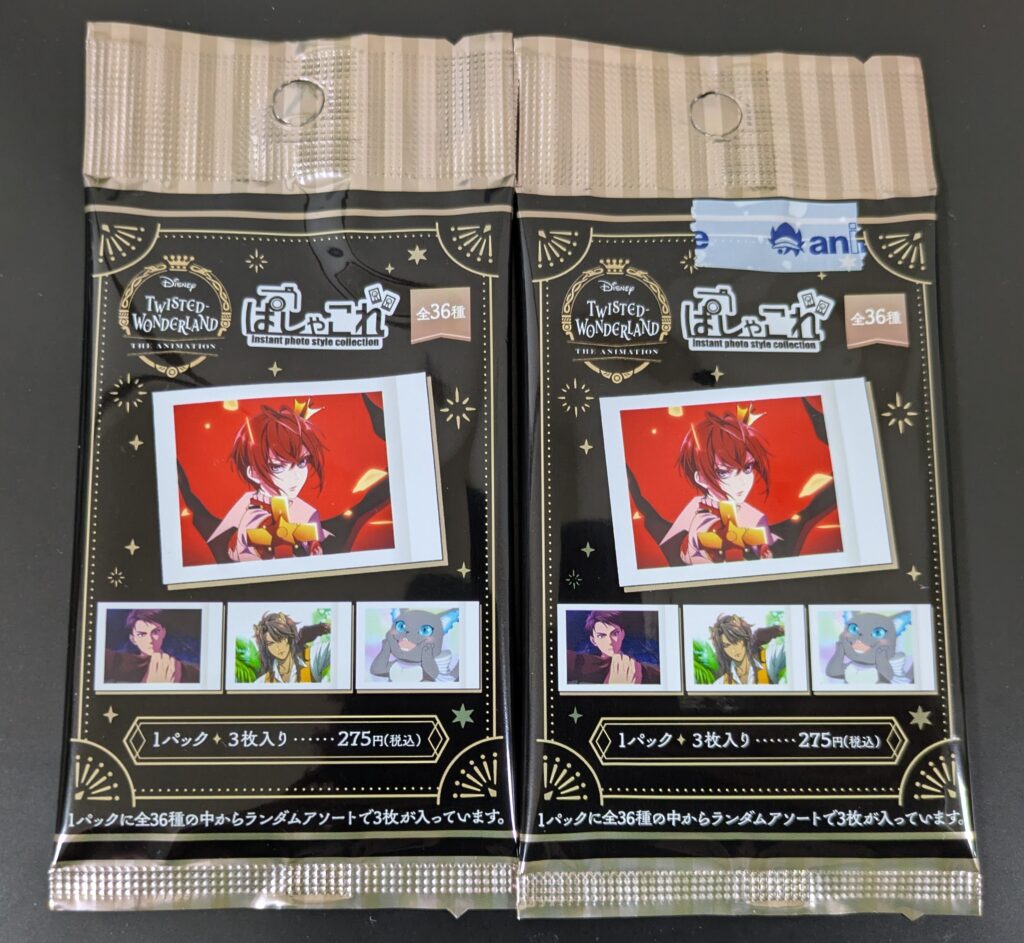 Disney
TWISTED-
WONDERLAND
THE ANIMATION
ぱしゃこれ
Instant photo style collection
全36種
1パック✦3枚入り……275円(税込)
1パックに全36種の中からランダムアソートで3枚が入っています。
e ani
Disney
TWISTED-
WONDERLAND
THE ANIMATION
ぱしゃこれ
Instant photo style collection
全36種
1パック✦3枚入り……275円(税込)
1パックに全36種の中からランダムアソートで3枚が入っています。